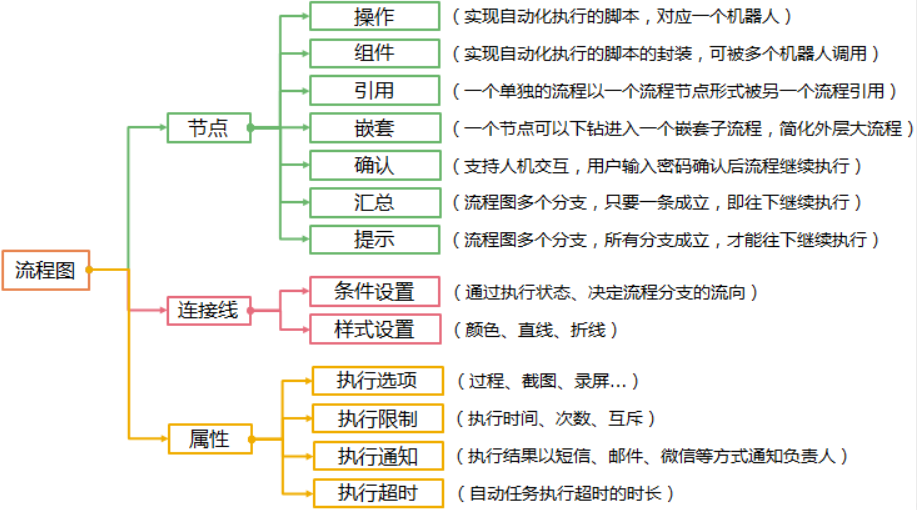 流程图
节点
操作 （实现自动化执行的脚本，对应一个机器人）
组件 （实现自动化执行的脚本的封装，可被多个机器人调用）
引用 （一个单独的流程以一个流程节点形式被另一个流程引用）
嵌套 （一个节点可以下钻进入一个嵌套子流程，简化外层大流程）
确认 （支持人机交互，用户输入密码确认后流程继续执行）
汇总 （流程图多个分支，只要一条成立，即往下继续执行）
提示 （流程图多个分支，所有分支成立，才能往下继续执行）
连接线
条件设置 （通过执行状态、决定流程分支的流向）
样式设置 （颜色、直线、折线）
属性
执行选项 （过程、截图、录屏...）
执行限制 （执行时间、次数、互斥）
执行通知 （执行结果以短信、邮件、微信等方式通知负责人）
执行超时 （自动任务执行超时的时长）